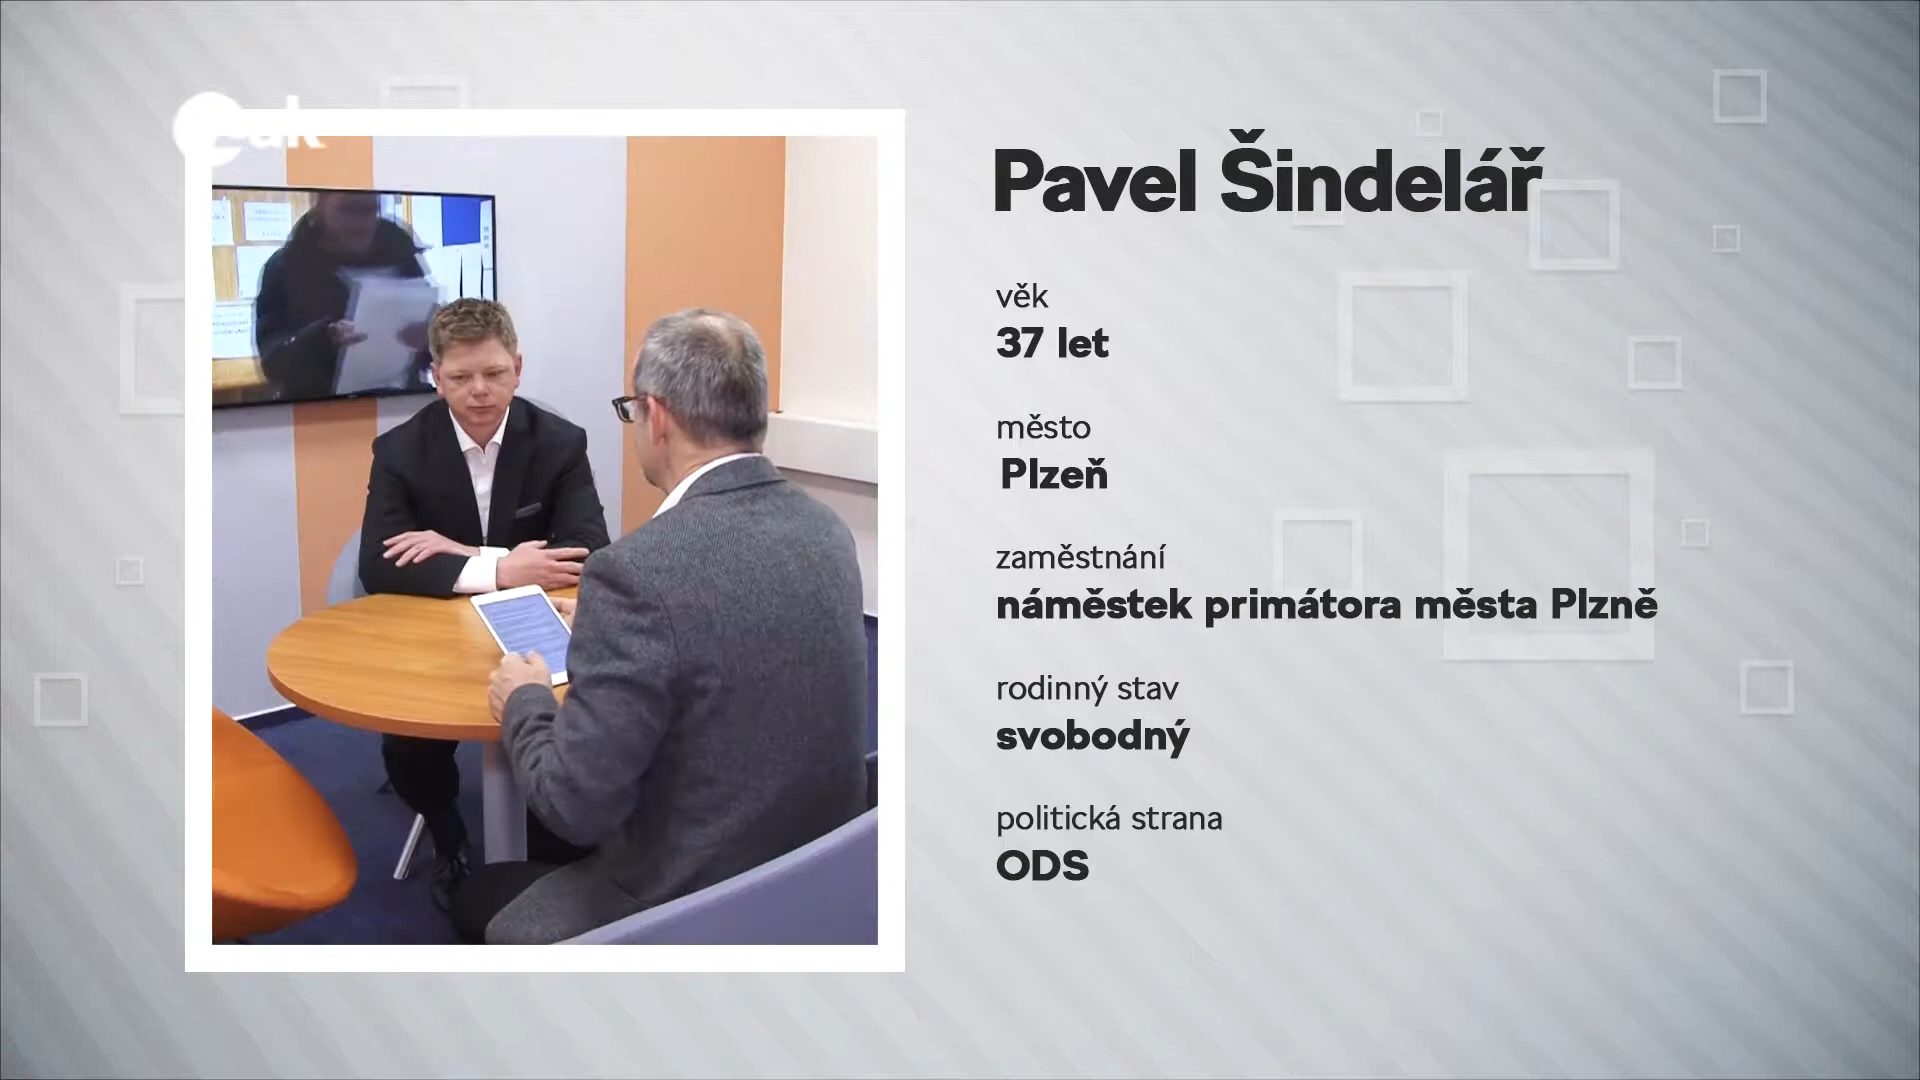 Pavel Šindelář
věk
37 let
město
Plzeň
zaměstnání
náměstek primátora města Plzně
rodinný stav
svobodný
politická strana
ODS